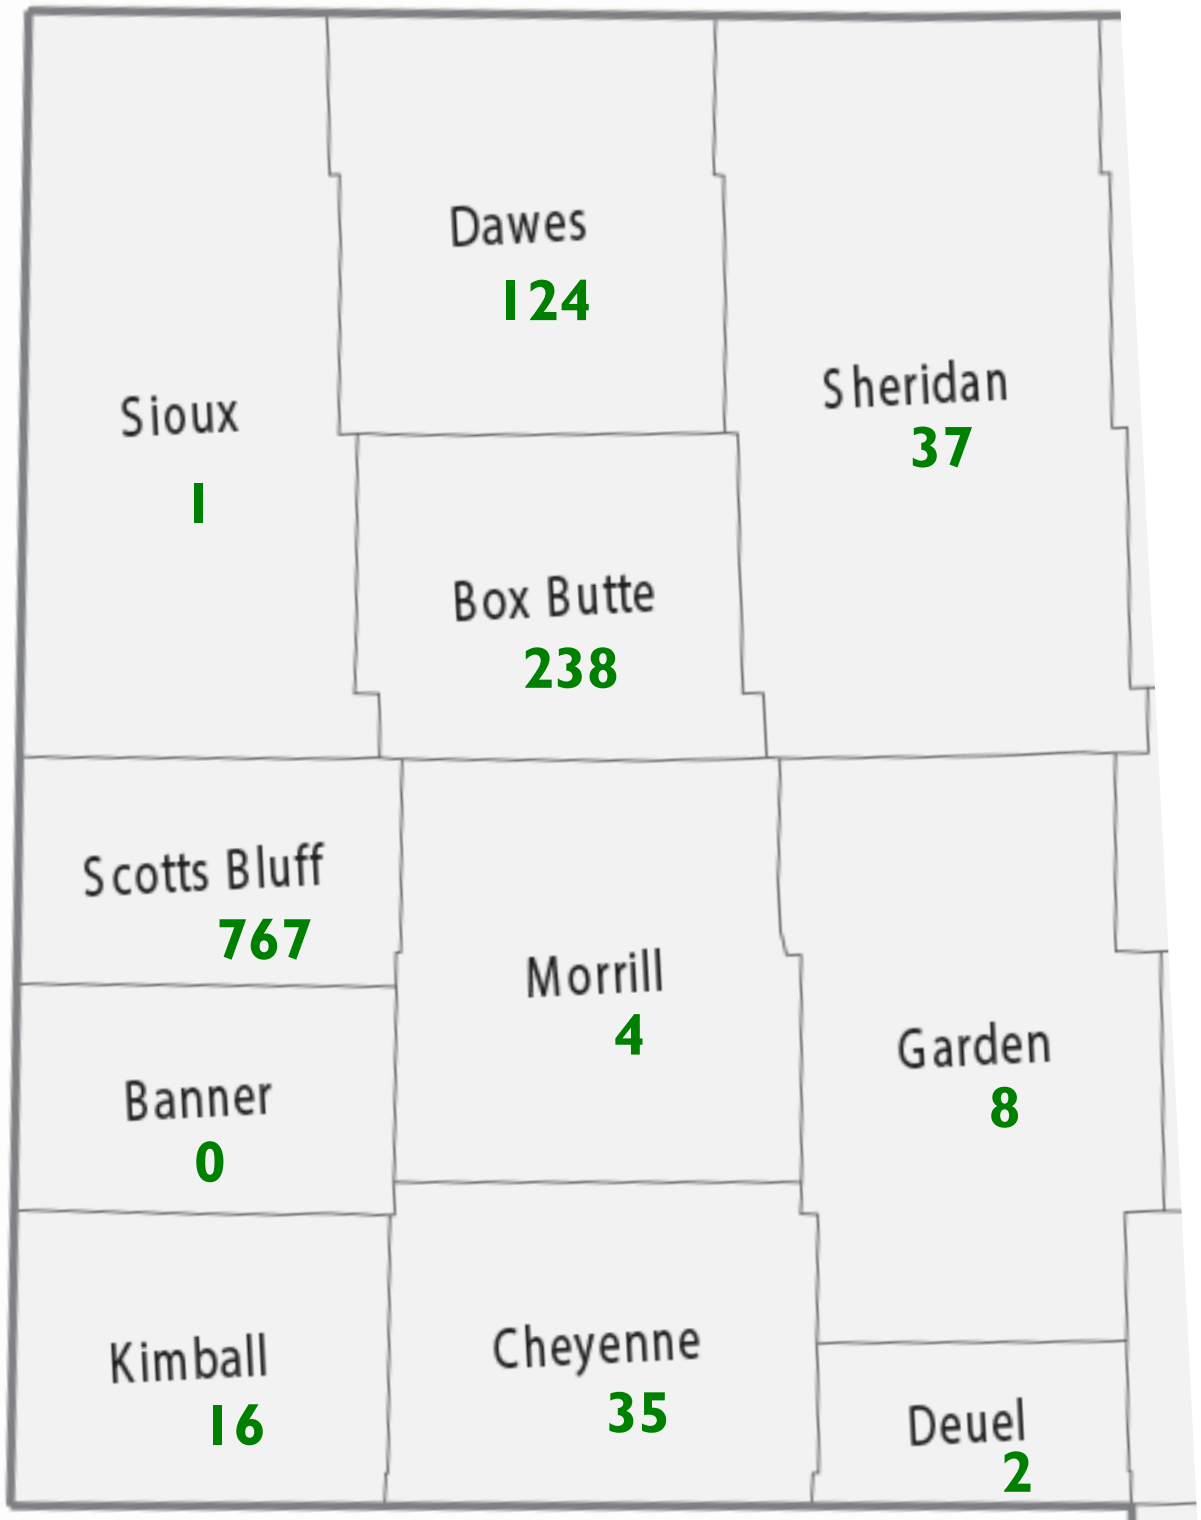 Dawes
124
Sheridan
37
Sioux
1
Box Butte
238
Scotts Bluff
767
Morrill
4
Garden
8
Banner
0
Kimball
16
Cheyenne
35
Deuel
2